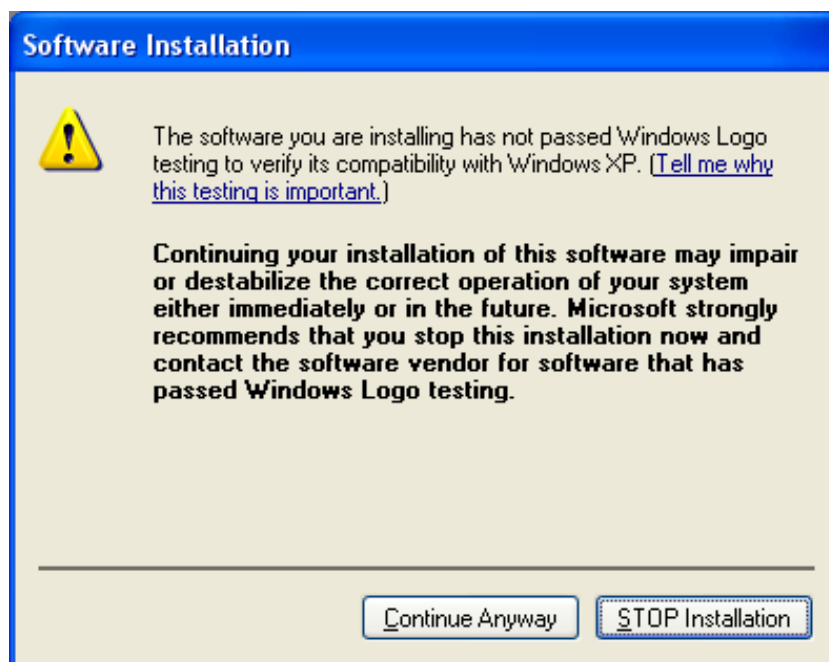 Software Installation
The software you are installing has not passed Windows Logo
testing to verify its compatibility with Windows XP. (Tell me why
this testing is important.)
Continuing your installation of this software may impair
or destabilize the correct operation of your system
either immediately or in the future. Microsoft strongly
recommends that you stop this installation now and
contact the software vendor for software that has
passed Windows Logo testing.
Continue Anyway
STOP Installation